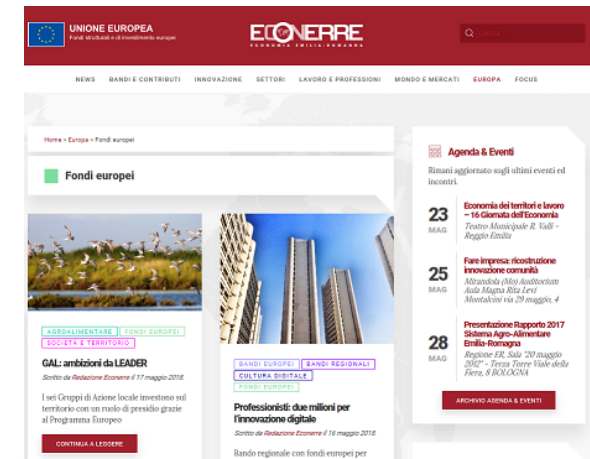 UNIONE EUROPEA
Fondi strutturali e di investimento europei
ECONERRE
ECONOMIA EMILIA-ROMAGNA
Cerca
NEWS
BANDI E CONTRIBUTI
INNOVAZIONE
SETTORI
LAVORO E PROFESSIONI
MONDO E MERCATI
EUROPA
FOCUS
Home » Europa » Fondi europei
Fondi europei
AGROALIMENTARE
FONDI EUROPEI
SOCIETÀ E TERRITORIO
GAL: ambizioni da LEADER
Scritto da Redazione Econerre il 17 maggio 2018.
I sei Gruppi di Azione locale investono sul
territorio con un ruolo di presidio grazie
al Programma Europeo
CONTINUA A LEGGERE
BANDI EUROPEI
BANDI REGIONALI
CULTURA DIGITALE
FONDI EUROPEI
Professionisti: due milioni per
l'innovazione digitale
Scritto da Redazione Econerre il 16 maggio 2018.
Bando regionale con fondi europei per
Agenda & Eventi
Rimani aggiornato sugli ultimi eventi ed
incontri.
23
MAG
Economia dei territori e lavoro
– 16 Giornata dell'Economia
Teatro Municipale R. Valli -
Reggio Emilia
25
MAG
Fare impresa: ricostruzione
innovazione comunità
Mirandola (Mo) Auditorium
Aula Magna Rita Levi
Montalcini via 29 maggio, 4
28
MAG
Presentazione Rapporto 2017
Sistema Agro-Alimentare
Emilia-Romagna
Regione ER, Sala "20 maggio
2012" - Terza Torre Viale della
Fiera, 8 BOLOGNA
ARCHIVIO AGENDA & EVENTI